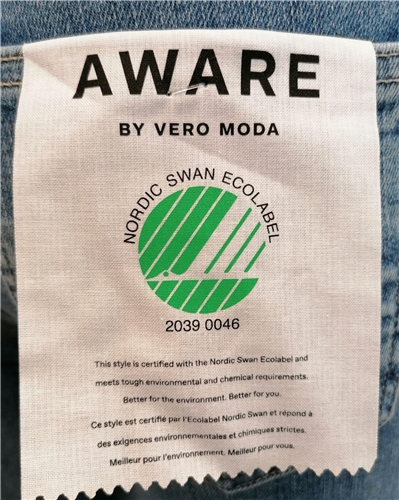 AWARE
BY VERO MODA
NORDIC SWAN ECOLABEL
2039 0046
This style is certified with the Nordic Swan Ecolabel and
meets tough environmental and chemical requirements.
Better for the environment. Better for you.
Ce style est certifié par l'Ecolabel Nordic Swan et répond à
des exigences environnementales et chimiques strictes.
Meilleur pour l'environnement. Meilleur pour vous.